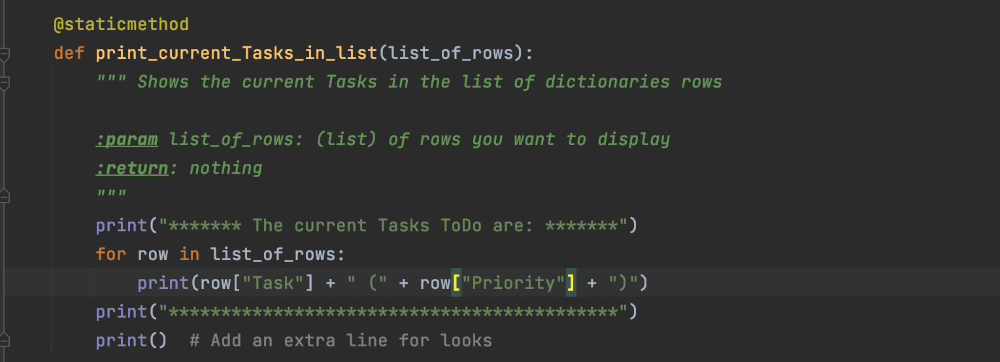 @staticmethod
def print_current_Tasks_in_list(list_of_rows):
    """ Shows the current Tasks in the list of dictionaries rows

    :param list_of_rows: (list) of rows you want to display
    :return: nothing
    """
    print("******* The current Tasks ToDo are: *******")
    for row in list_of_rows:
        print(row["Task"] + " (" + row["Priority"] + ")")
    print("*******************************************")
    print()  # Add an extra line for looks